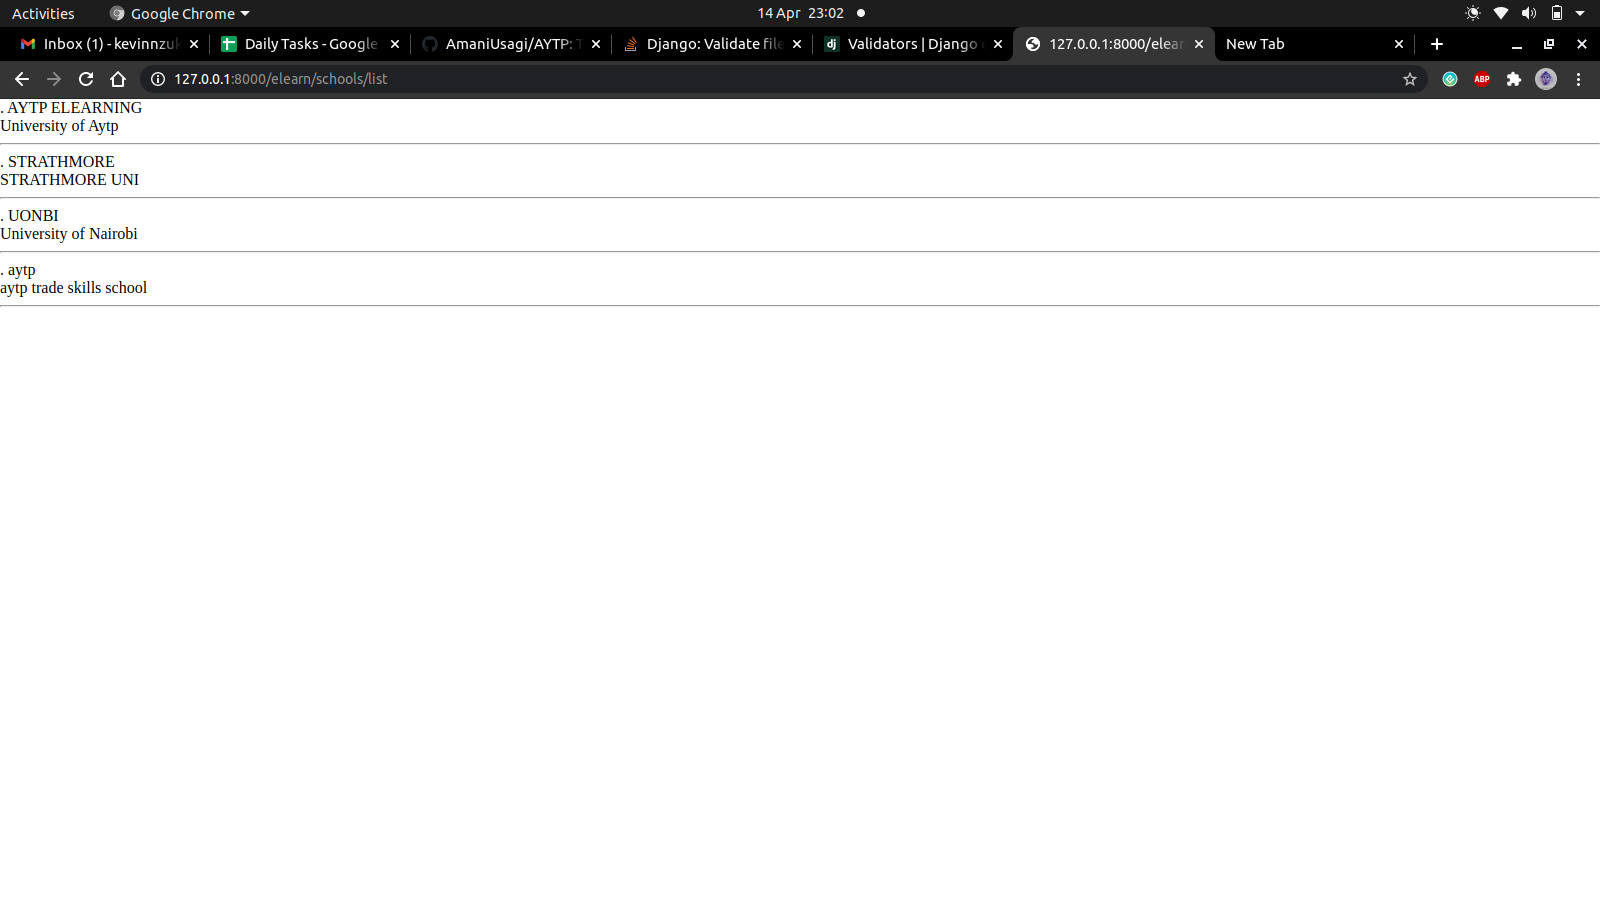 Activities Google Chrome 14 Apr 23:02
Inbox (1) - kevinnzuk Daily Tasks - Google AmaniUsagi/AYTP: T Django: Validate file Validators | Django 127.0.0.1:8000/elear New Tab
127.0.0.1:8000/elearn/schools/list ABP
. AYTP ELEARNING
University of Aytp
. STRATHMORE
STRATHMORE UNI
. UONBI
University of Nairobi
. aytp
aytp trade skills school